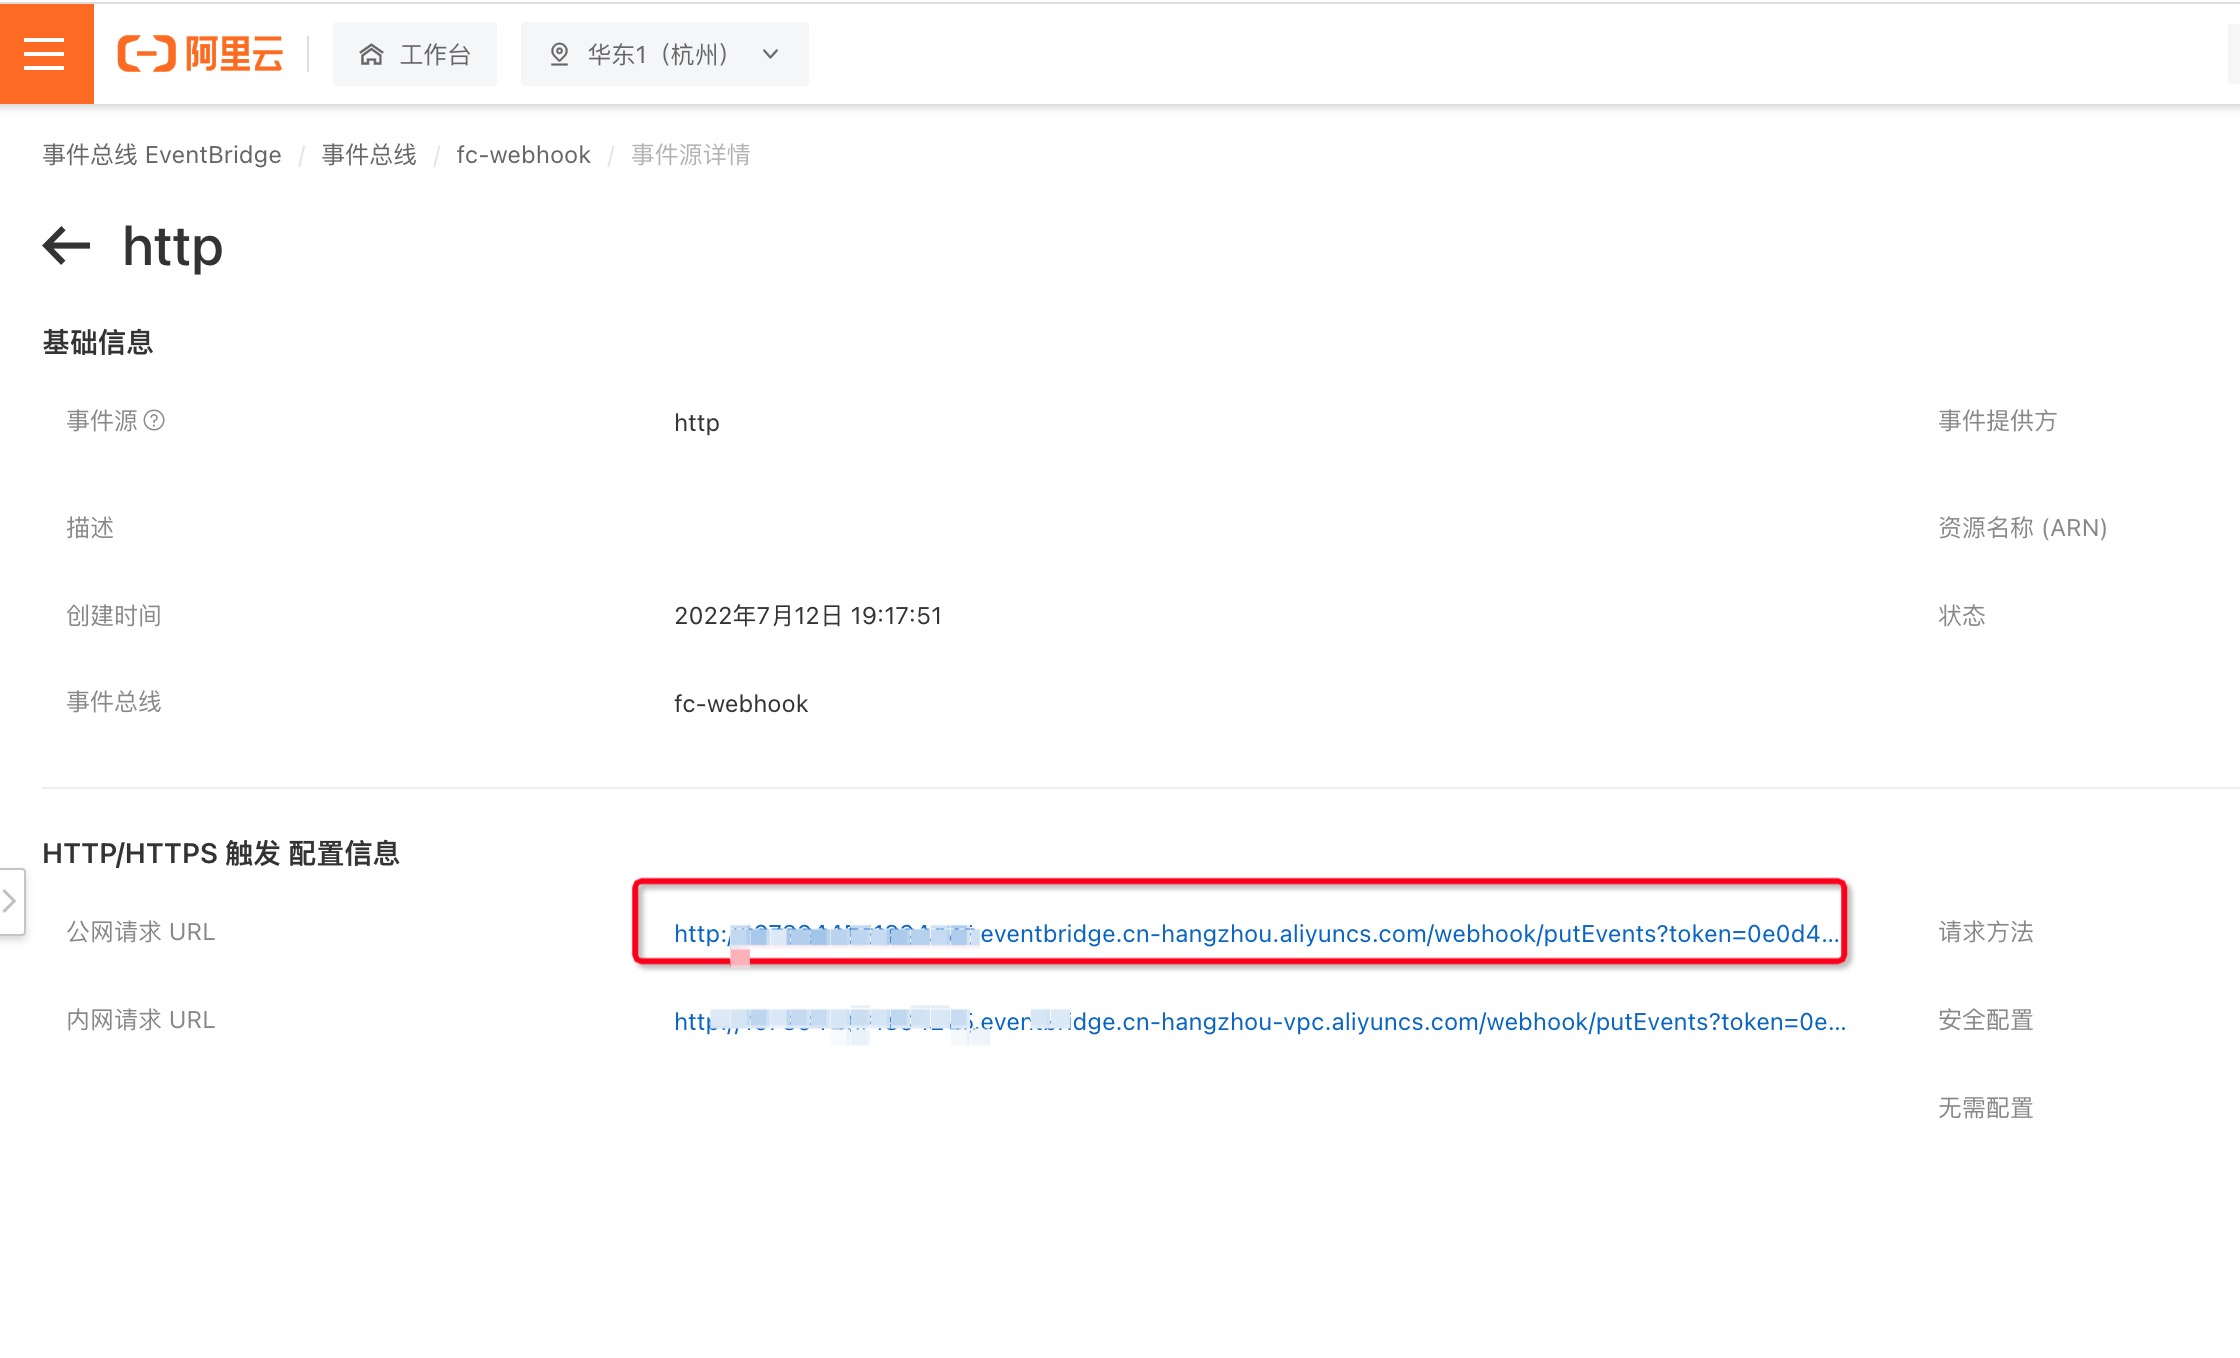 阿里云
工作台
华东1（杭州）
事件总线 EventBridge / 事件总线 / fc-webhook / 事件源详情
http
基础信息
事件源 http 事件提供方
描述 资源名称 (ARN)
创建时间 2022年7月12日 19:17:51 状态
事件总线 fc-webhook
HTTP/HTTPS 触发 配置信息
公网请求 URL http:/ eventbridge.cn-hangzhou.aliyuncs.com/webhook/putEvents?token=0e0d4... 请求方法
内网请求 URL http:// .eventbridge.cn-hangzhou-vpc.aliyuncs.com/webhook/putEvents?token=0e... 安全配置
无需配置